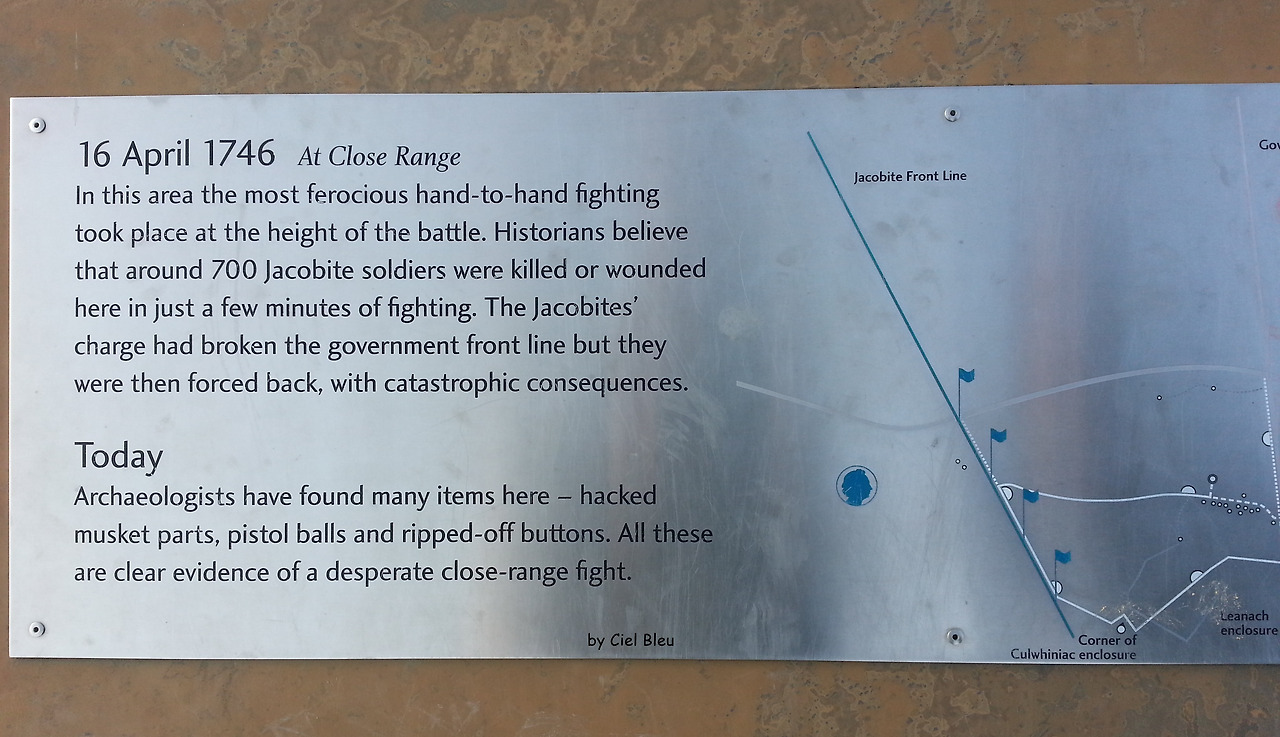 16 April 1746 At Close Range
In this area the most ferocious hand-to-hand fighting
took place at the height of the battle. Historians believe
that around 700 Jacobite soldiers were killed or wounded
here in just a few minutes of fighting. The Jacobites’
charge had broken the government front line but they
were then forced back, with catastrophic consequences.
Today
Archaeologists have found many items here – hacked
musket parts, pistol balls and ripped-off buttons. All these
are clear evidence of a desperate close-range fight.
by Ciel Bleu
Jacobite Front Line
Gov
Corner of
Culwhiniac enclosure
Leanach
enclosure